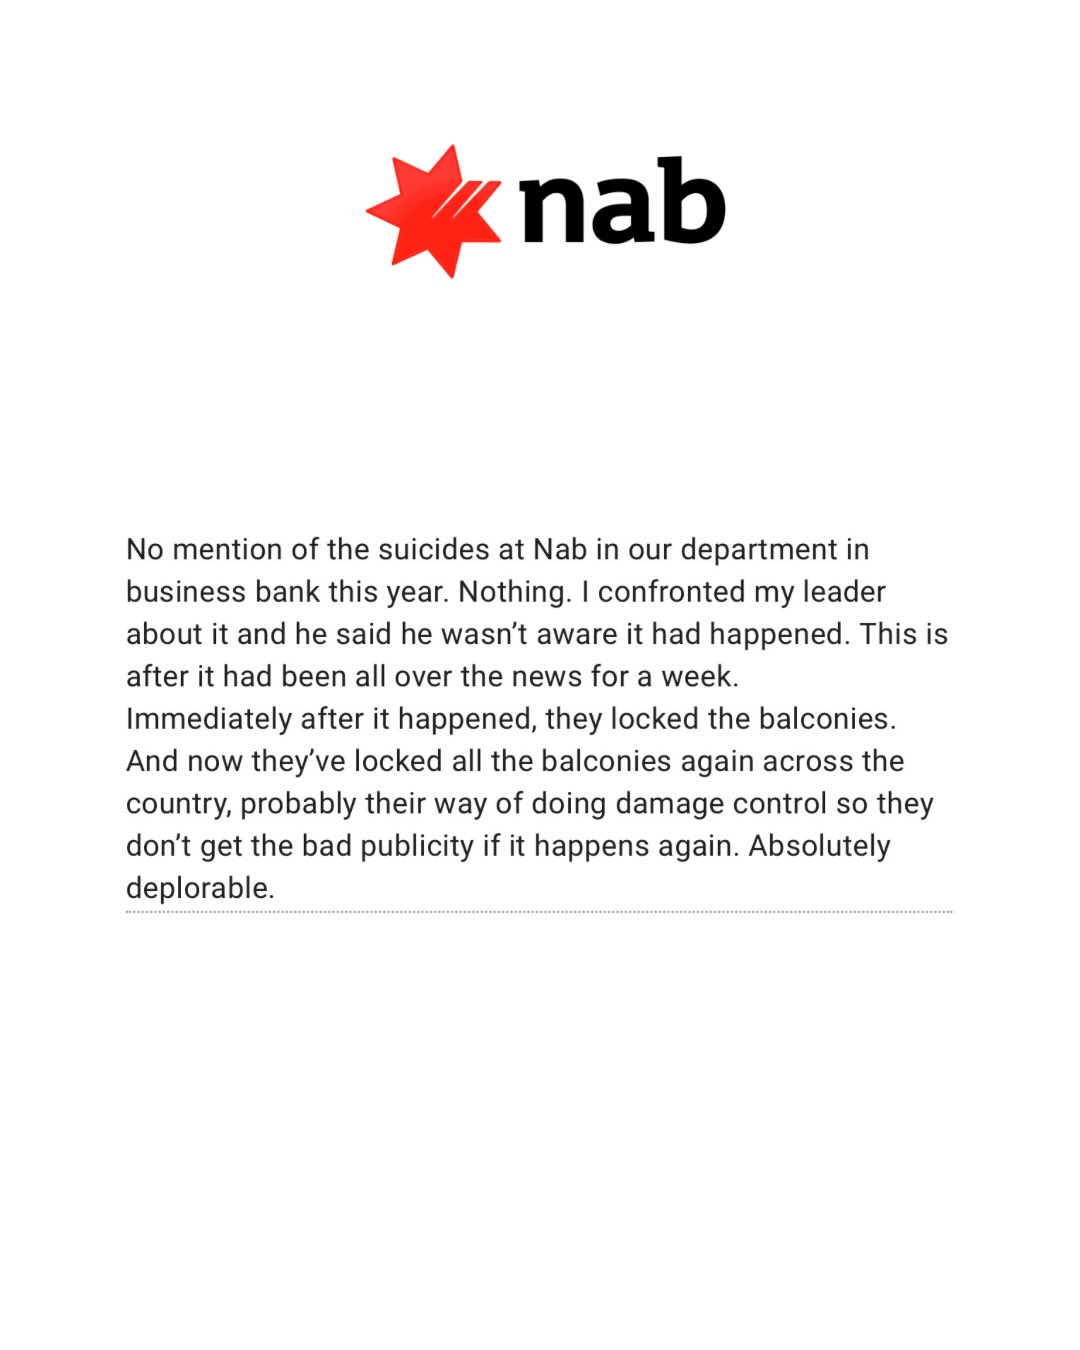 nab
No mention of the suicides at Nab in our department in
business bank this year. Nothing. I confronted my leader
about it and he said he wasn’t aware it had happened. This is
after it had been all over the news for a week.
Immediately after it happened, they locked the balconies.
And now they’ve locked all the balconies again across the
country, probably their way of doing damage control so they
don’t get the bad publicity if it happens again. Absolutely
deplorable.